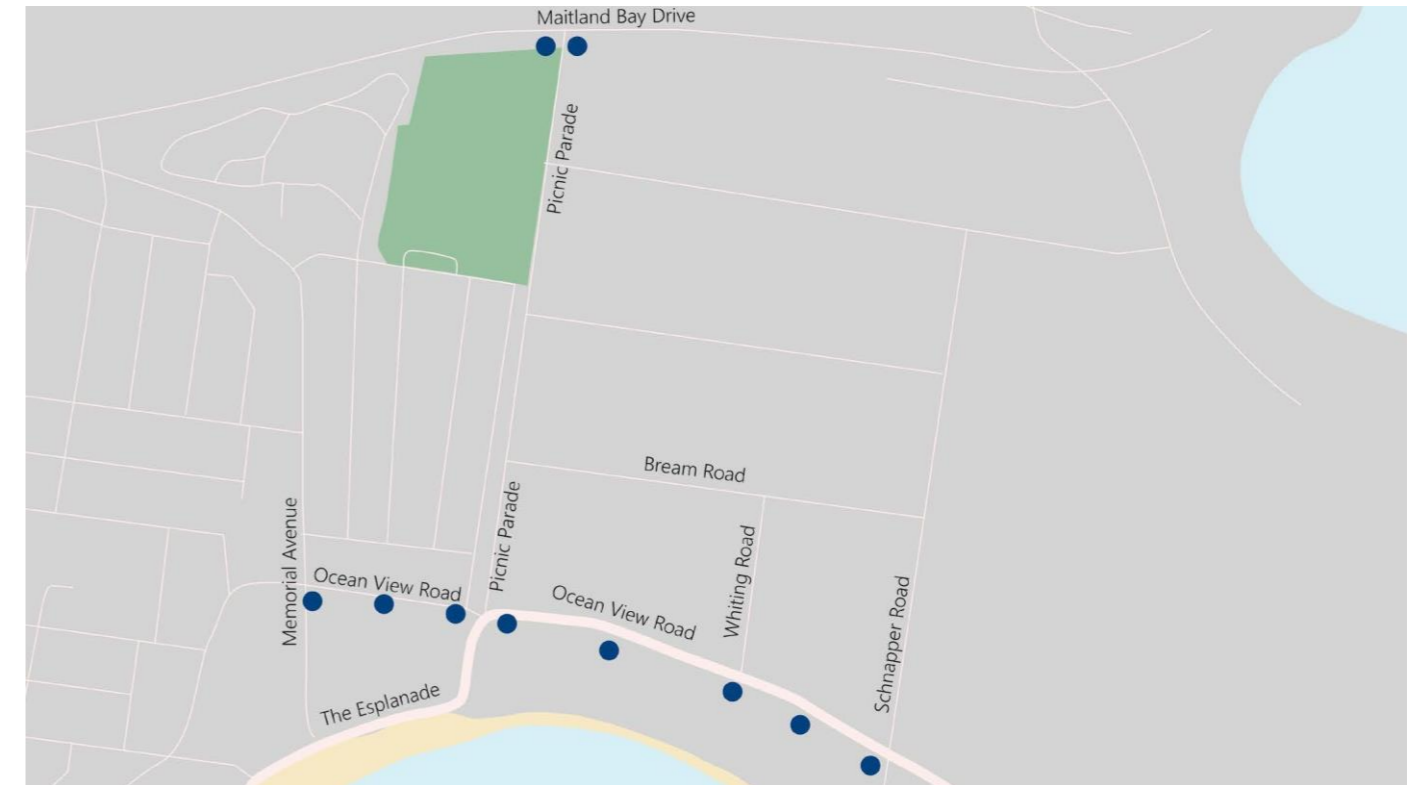 Maitland Bay Drive
Picnic Parade
Bream Road
Memorial Avenue
Picnic Parade
Whiting Road
Ocean View Road
Ocean View Road
Schnapper Road
The Esplanade